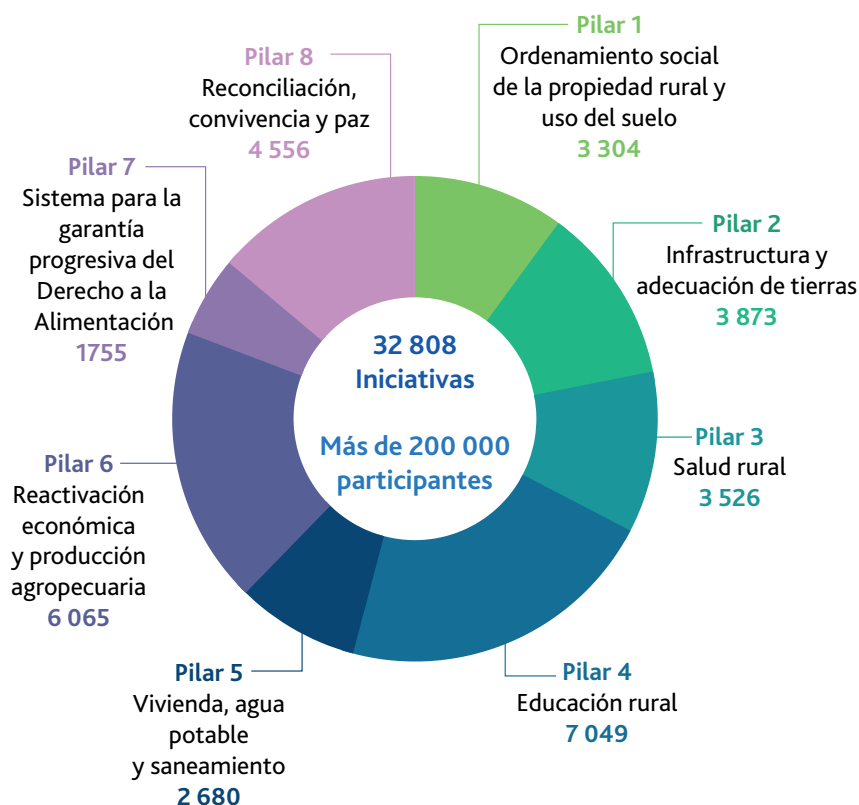 Pilar 1
Ordenamiento social
de la propiedad rural y
uso del suelo
3 304
Pilar 2
Infrastructura y
adecuación de tierras
3 873
Pilar 3
Salud rural
3 526
Pilar 4
Educación rural
7 049
Pilar 5
Vivienda, agua
potable
y saneamiento
2 680
Pilar 6
Reactivación
económica
y producción
agropecuaria
6 065
Pilar 7
Sistema para la
garantía
progresiva del
Derecho a la
Alimentación
1755
Pilar 8
Reconciliación,
convivencia y paz
4 556
32 808
Iniciativas
Más de 200 000
participantes